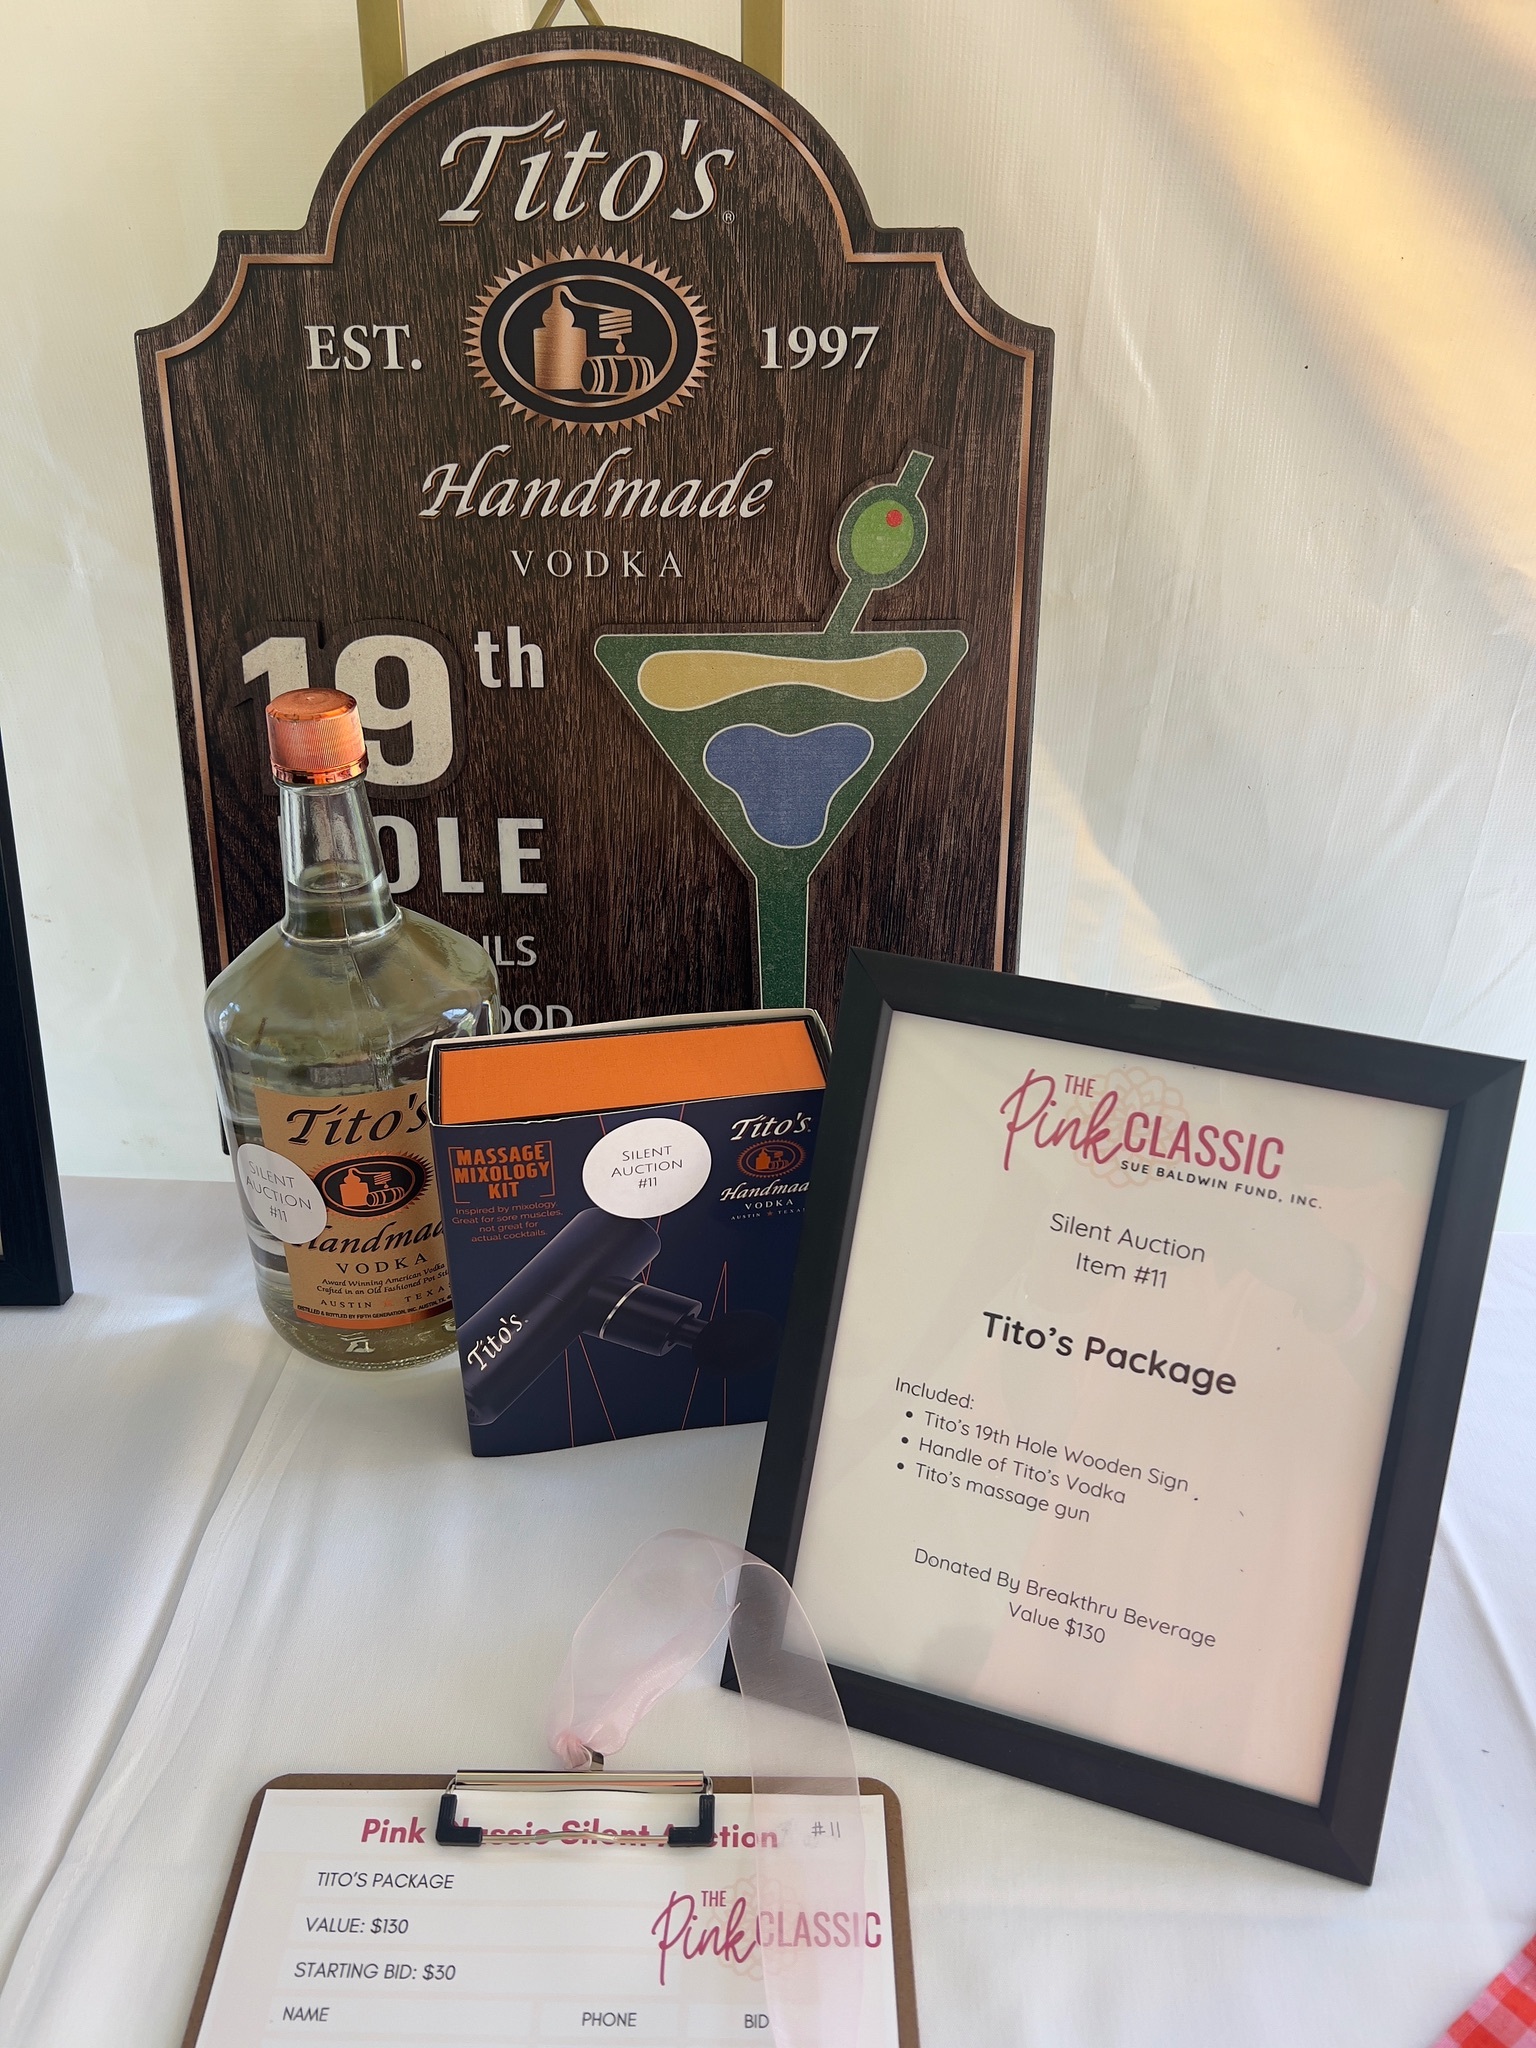 Tito's®
EST. 1997
Handmade
VODKA
19th
HOLE
ILS
OOD
Tito's
SILENT
AUCTION
#11
Handmade
VODKA
Award Winning American Vodka
Crafted in an Old Fashioned Pot Still
AUSTIN TEXAS
MASSAGE
MIXOLOGY
KIT
Inspired by mixology.
Great for sore muscles,
not great for
actual cocktails.
SILENT
AUCTION
#11
Tito's
Handmade
VODKA
AUSTIN TEXAS
Tito's
THE
Pink CLASSIC
SUE BALDWIN FUND, INC.
Silent Auction
Item #11
Tito's Package
Included:
• Tito's 19th Hole Wooden Sign
• Handle of Tito's Vodka
• Tito's massage gun
Donated By Breakthru Beverage
Value $130
Pink Classic Silent Auction #11
TITO'S PACKAGE
VALUE: $130
STARTING BID: $30
THE
Pink CLASSIC
NAME PHONE BID